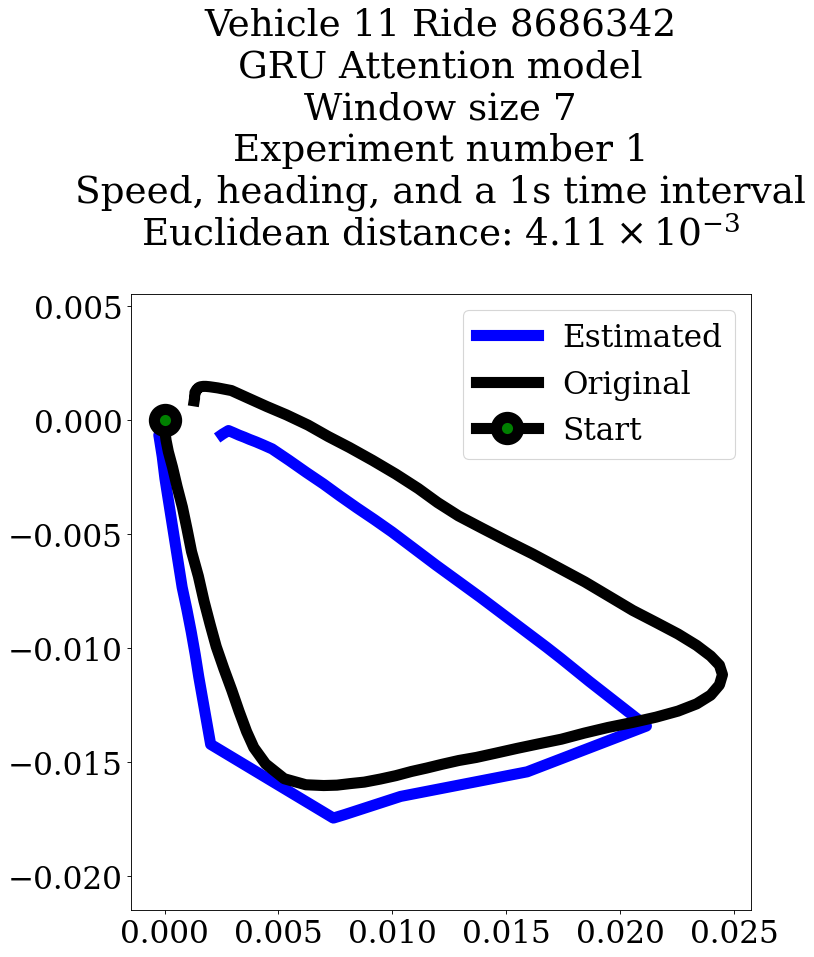 Vehicle 11 Ride 8686342
GRU Attention model
Window size 7
Experiment number 1
Speed, heading, and a 1s time interval
Euclidean distance: 4.11 × 10⁻³
0.005
0.000
−0.005
−0.010
−0.015
−0.020
Estimated
Original
Start
0.000 0.005 0.010 0.015 0.020 0.025